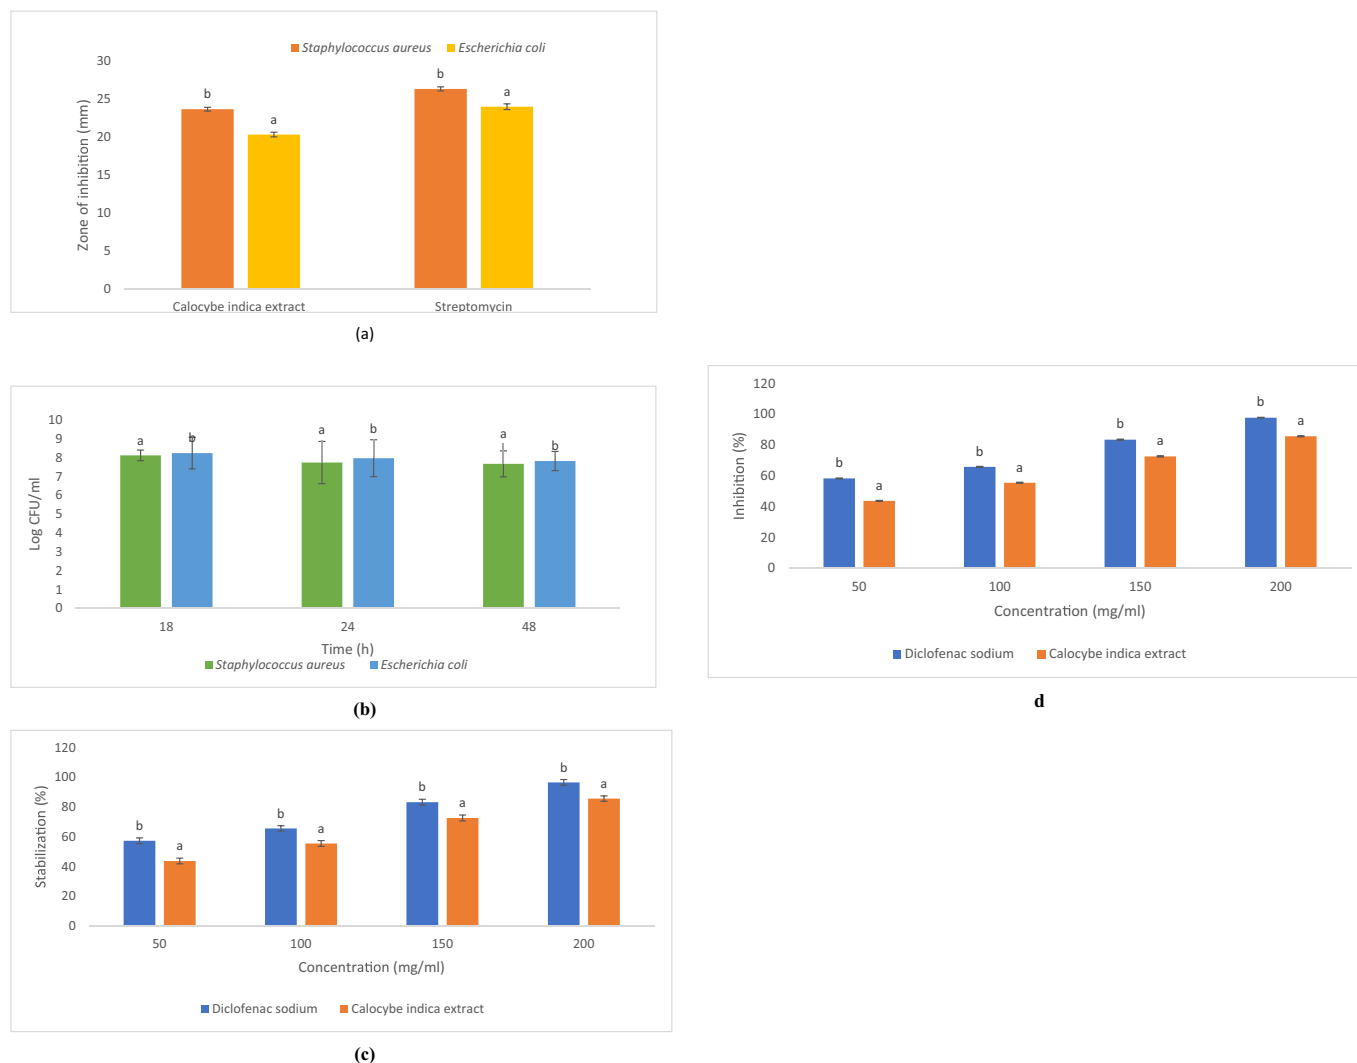 Staphylococcus aureus Escherichia coli
30
25
20
15
10
5
0
Zone of inhibition (mm)
b
a
b
a
Calocybe indica extract Streptomycin
(a)
10
9
8
7
6
5
4
3
2
1
0
Log CFU/ml
a
b
a
b
a
b
18 24 48
Time (h)
Staphylococcus aureus Escherichia coli
(b)
120
100
80
60
40
20
0
Inhibition (%)
b
a
b
a
b
a
b
a
50 100 150 200
Concentration (mg/ml)
Diclofenac sodium Calocybe indica extract
d
120
100
80
60
40
20
0
Stabilization (%)
b
a
b
a
b
a
b
a
50 100 150 200
Concentration (mg/ml)
Diclofenac sodium Calocybe indica extract
(c)